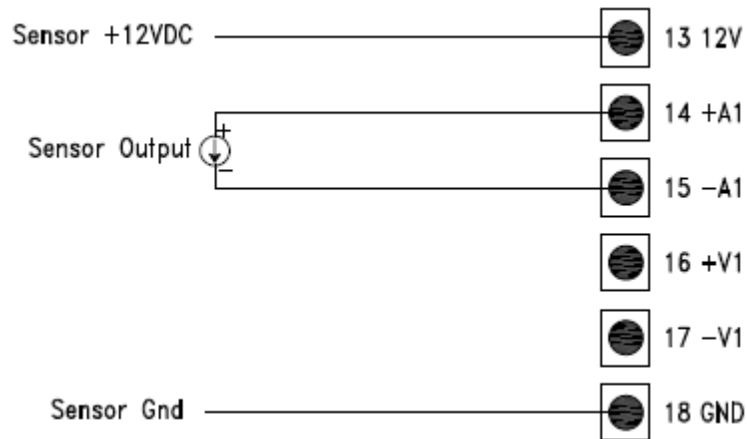 Sensor +12VDC 13 12V
+ 14 +A1
Sensor Output
− 15 −A1
16 +V1
17 −V1
Sensor Gnd 18 GND